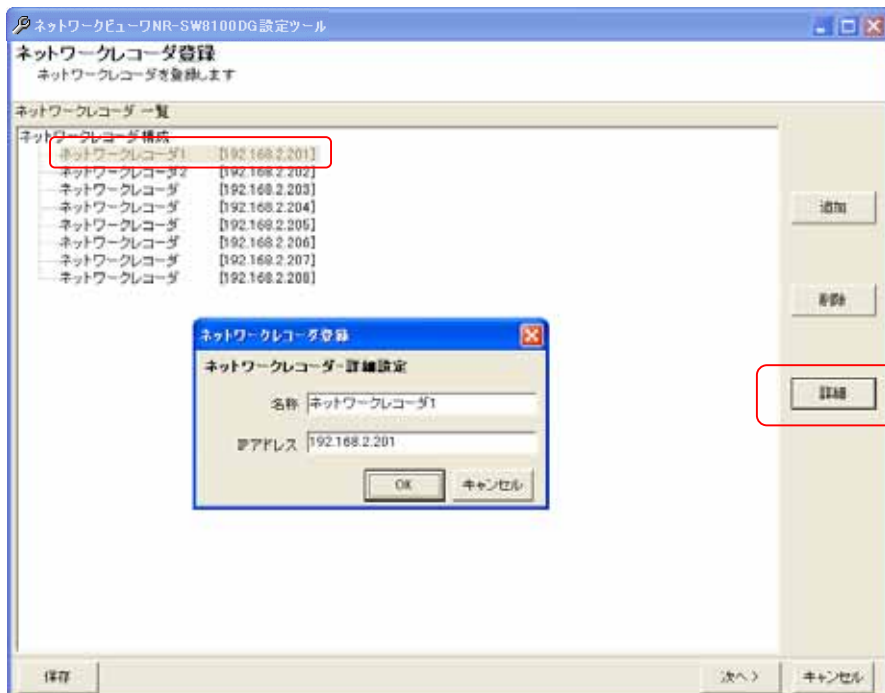 ネットワークビューワNR-SW8100DG設定ツール
ネットワークレコーダ登録
ネットワークレコーダを登録します
ネットワークレコーダ 一覧
ネットワークレコーダ構成
ネットワークレコーダ1 [192.168.2.201]
ネットワークレコーダ2 [192.168.2.202]
ネットワークレコーダ [192.168.2.203]
ネットワークレコーダ [192.168.2.204]
ネットワークレコーダ [192.168.2.205]
ネットワークレコーダ [192.168.2.206]
ネットワークレコーダ [192.168.2.207]
ネットワークレコーダ [192.168.2.208]
追加
削除
詳細
ネットワークレコーダ登録
ネットワークレコーダ-詳細設定
名称 ネットワークレコーダ1
IPアドレス 192.168.2.201
OK キャンセル
保存 次へ> キャンセル